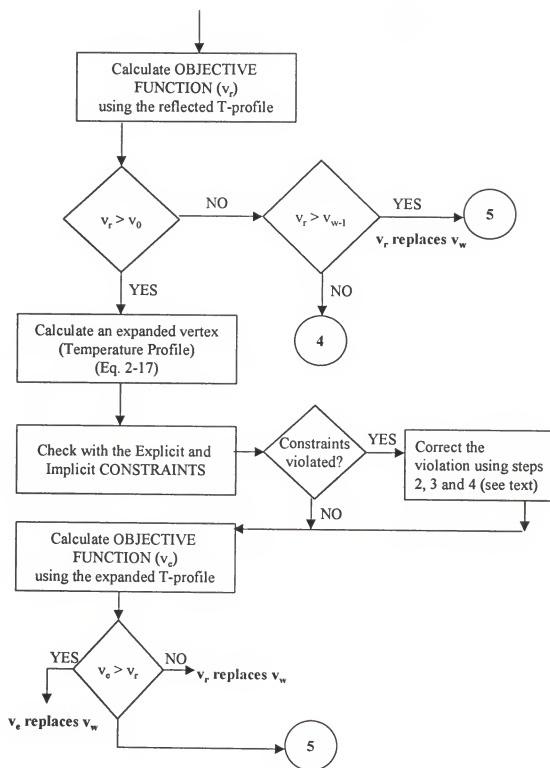 Calculate OBJECTIVE
FUNCTION (vr)
using the reflected T-profile
vr > v0
NO
vr > vw-1
YES
5
vr replaces vw
YES
NO
4
Calculate an expanded vertex
(Temperature Profile)
(Eq. 2-17)
Check with the Explicit and
Implicit CONSTRAINTS
Constraints
violated?
YES
Correct the
violation using steps
2, 3 and 4 (see text)
NO
Calculate OBJECTIVE
FUNCTION (ve)
using the expanded T-profile
YES
ve > vr
NO
vr replaces vw
ve replaces vw
5